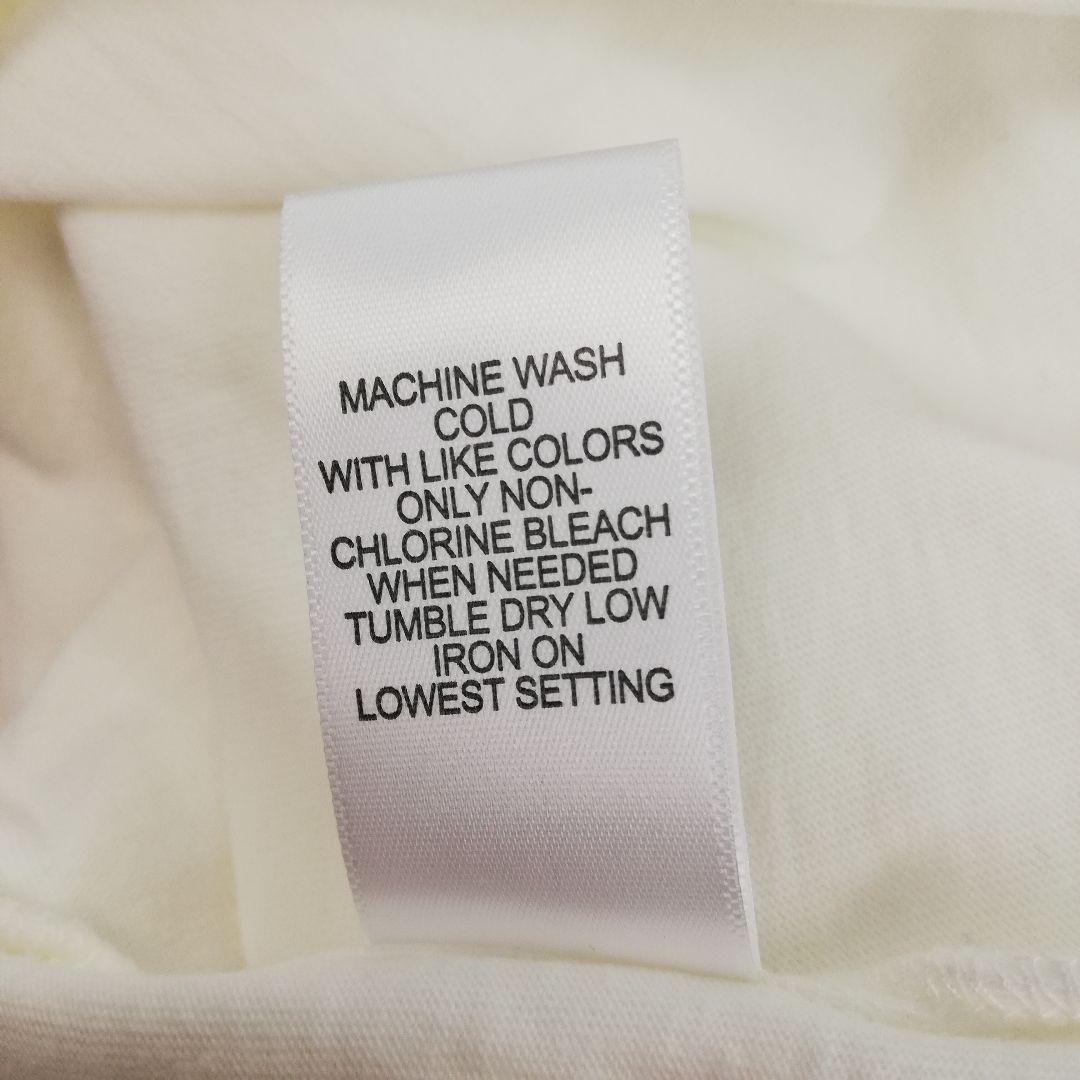 MACHINE WASH
COLD
WITH LIKE COLORS
ONLY NON-
CHLORINE BLEACH
WHEN NEEDED
TUMBLE DRY LOW
IRON ON
LOWEST SETTING